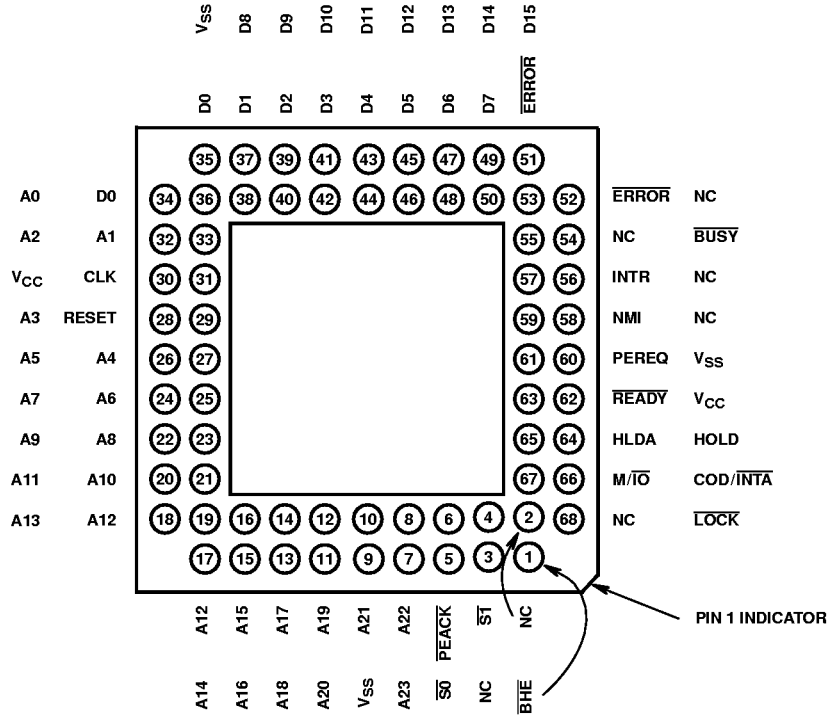 VSS D8 D9 D10 D11 D12 D13 D14 D15
D0 D1 D2 D3 D4 D5 D6 D7 ERROR
35 37 39 41 43 45 47 49 51
A0 D0 34 36 38 40 42 44 46 48 50 53 52 ERROR NC
A2 A1 32 33 55 54 NC BUSY
VCC CLK 30 31 57 56 INTR NC
A3 RESET 28 29 59 58 NMI NC
A5 A4 26 27 61 60 PEREQ VSS
A7 A6 24 25 63 62 READY VCC
A9 A8 22 23 65 64 HLDA HOLD
A11 A10 20 21 67 66 M/IO COD/INTA
A13 A12 18 19 16 14 12 10 8 6 4 2 68 NC LOCK
17 15 13 11 9 7 5 3 1
A12 A15 A17 A19 A21 A22 PEACK S1 NC
PIN 1 INDICATOR
A14 A16 A18 A20 VSS A23 S0 NC BHE